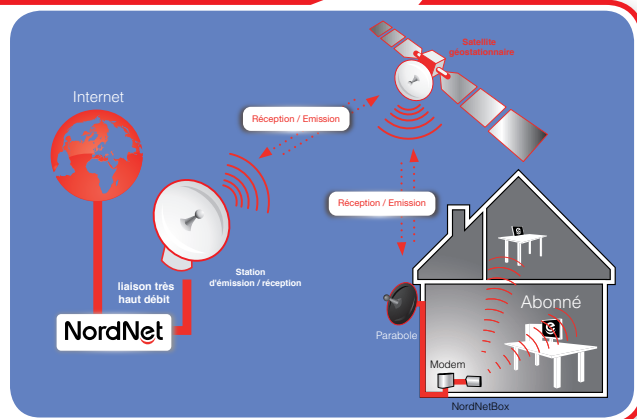 Satellite
géostationnaire
Internet
Réception / Emission
Réception / Emission
Station
d'émission / réception
liaison très
haut débit
NordNet
Abonné
Parabole
Modem
NordNetBox